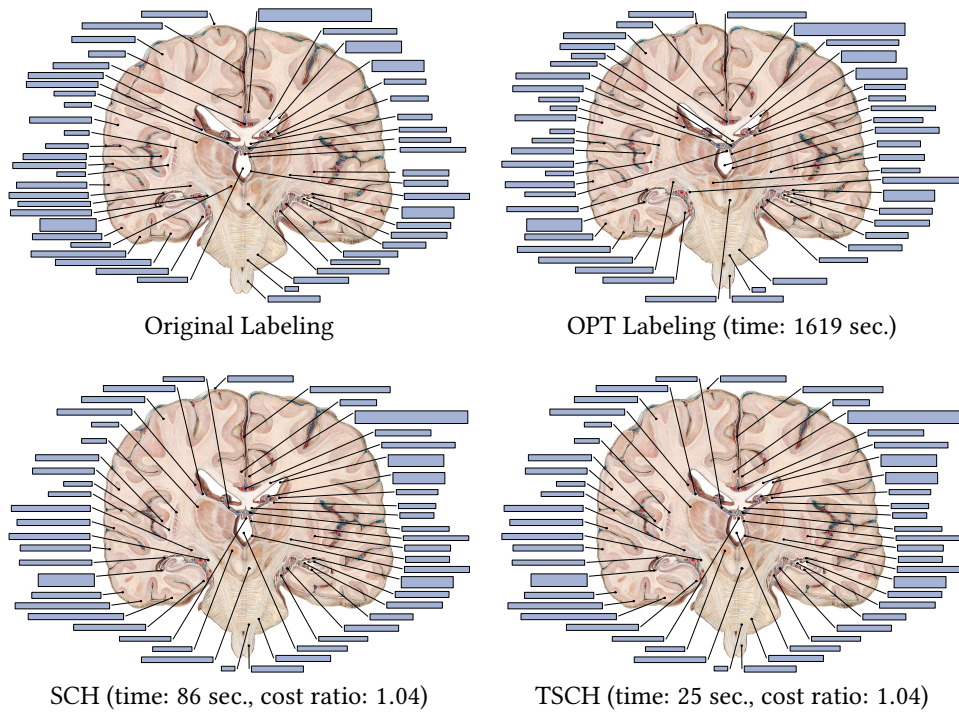 Original Labeling
OPT Labeling (time: 1619 sec.)
SCH (time: 86 sec., cost ratio: 1.04)
TSCH (time: 25 sec., cost ratio: 1.04)